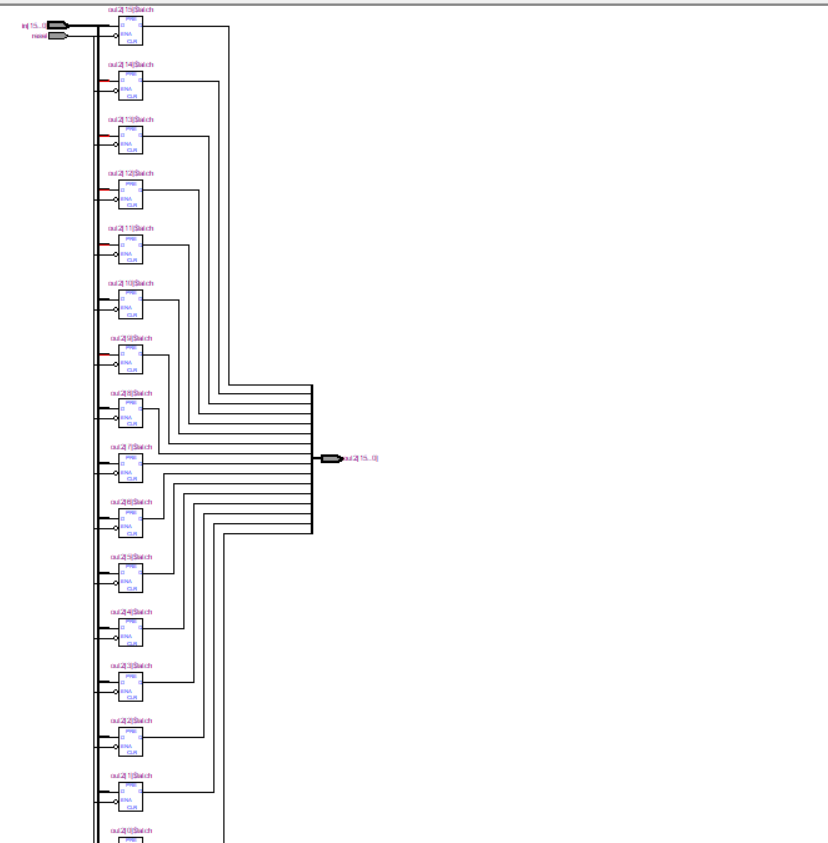 out2[15]$latch
in[15..0]
PRE
D Q
reset
ENA
CLR
out2[14]$latch
PRE
D Q
ENA
CLR
out2[13]$latch
PRE
D Q
ENA
CLR
out2[12]$latch
PRE
D Q
ENA
CLR
out2[11]$latch
PRE
D Q
ENA
CLR
out2[10]$latch
PRE
D Q
ENA
CLR
out2[9]$latch
PRE
D Q
ENA
CLR
out2[8]$latch
PRE
D Q
ENA
CLR
out2[7]$latch
PRE
D Q
out2[15..0]
ENA
CLR
out2[6]$latch
PRE
D Q
ENA
CLR
out2[5]$latch
PRE
D Q
ENA
CLR
out2[4]$latch
PRE
D Q
ENA
CLR
out2[3]$latch
PRE
D Q
ENA
CLR
out2[2]$latch
PRE
D Q
ENA
CLR
out2[1]$latch
PRE
D Q
ENA
CLR
out2[0]$latch
PRE